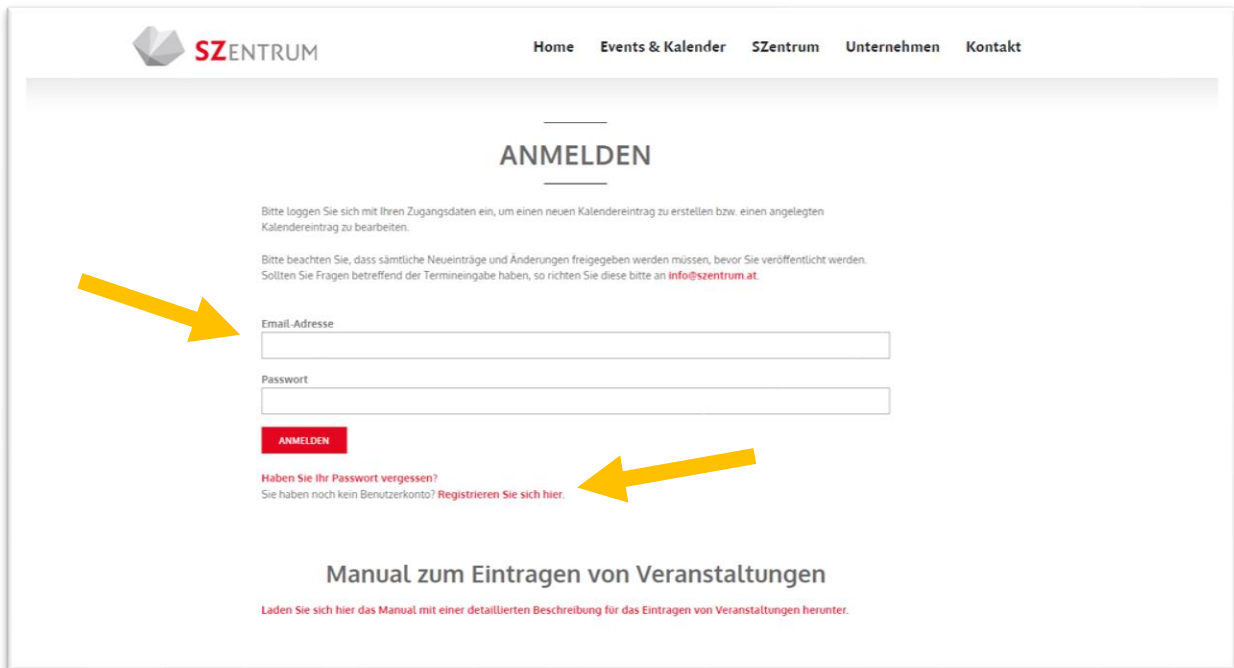 SZENTRUM
Home Events & Kalender SZentrum Unternehmen Kontakt
ANMELDEN
Bitte loggen Sie sich mit Ihren Zugangsdaten ein, um einen neuen Kalendereintrag zu erstellen bzw. einen angelegten
Kalendereintrag zu bearbeiten.
Bitte beachten Sie, dass sämtliche Neueinträge und Änderungen freigegeben werden müssen, bevor Sie veröffentlicht werden.
Sollten Sie Fragen betreffend der Termineingabe haben, so richten Sie diese bitte an info@szentrum.at.
Email-Adresse
Passwort
ANMELDEN
Haben Sie Ihr Passwort vergessen?
Sie haben noch kein Benutzerkonto? Registrieren Sie sich hier.
Manual zum Eintragen von Veranstaltungen
Laden Sie sich hier das Manual mit einer detaillierten Beschreibung für das Eintragen von Veranstaltungen herunter.